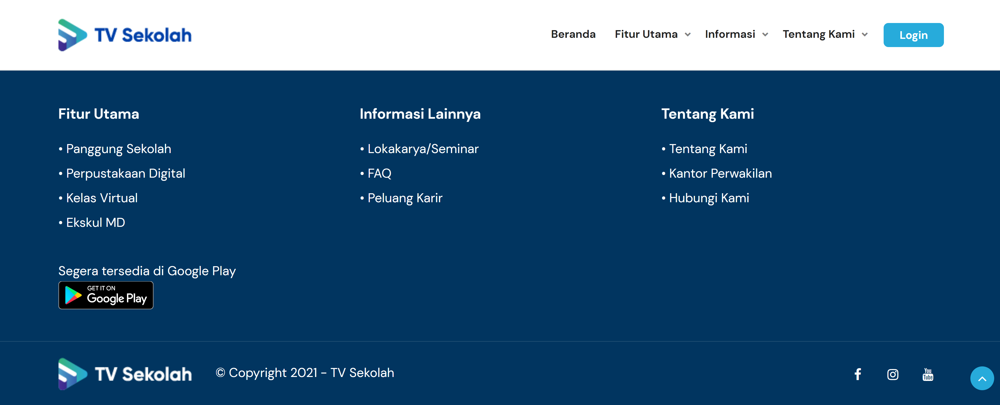 TV Sekolah
Beranda
Fitur Utama
Informasi
Tentang Kami
Login
Fitur Utama
• Panggung Sekolah
• Perpustakaan Digital
• Kelas Virtual
• Ekskul MD
Segera tersedia di Google Play
GET IT ON
Google Play
Informasi Lainnya
• Lokakarya/Seminar
• FAQ
• Peluang Karir
Tentang Kami
• Tentang Kami
• Kantor Perwakilan
• Hubungi Kami
TV Sekolah
© Copyright 2021 - TV Sekolah
You
Tube